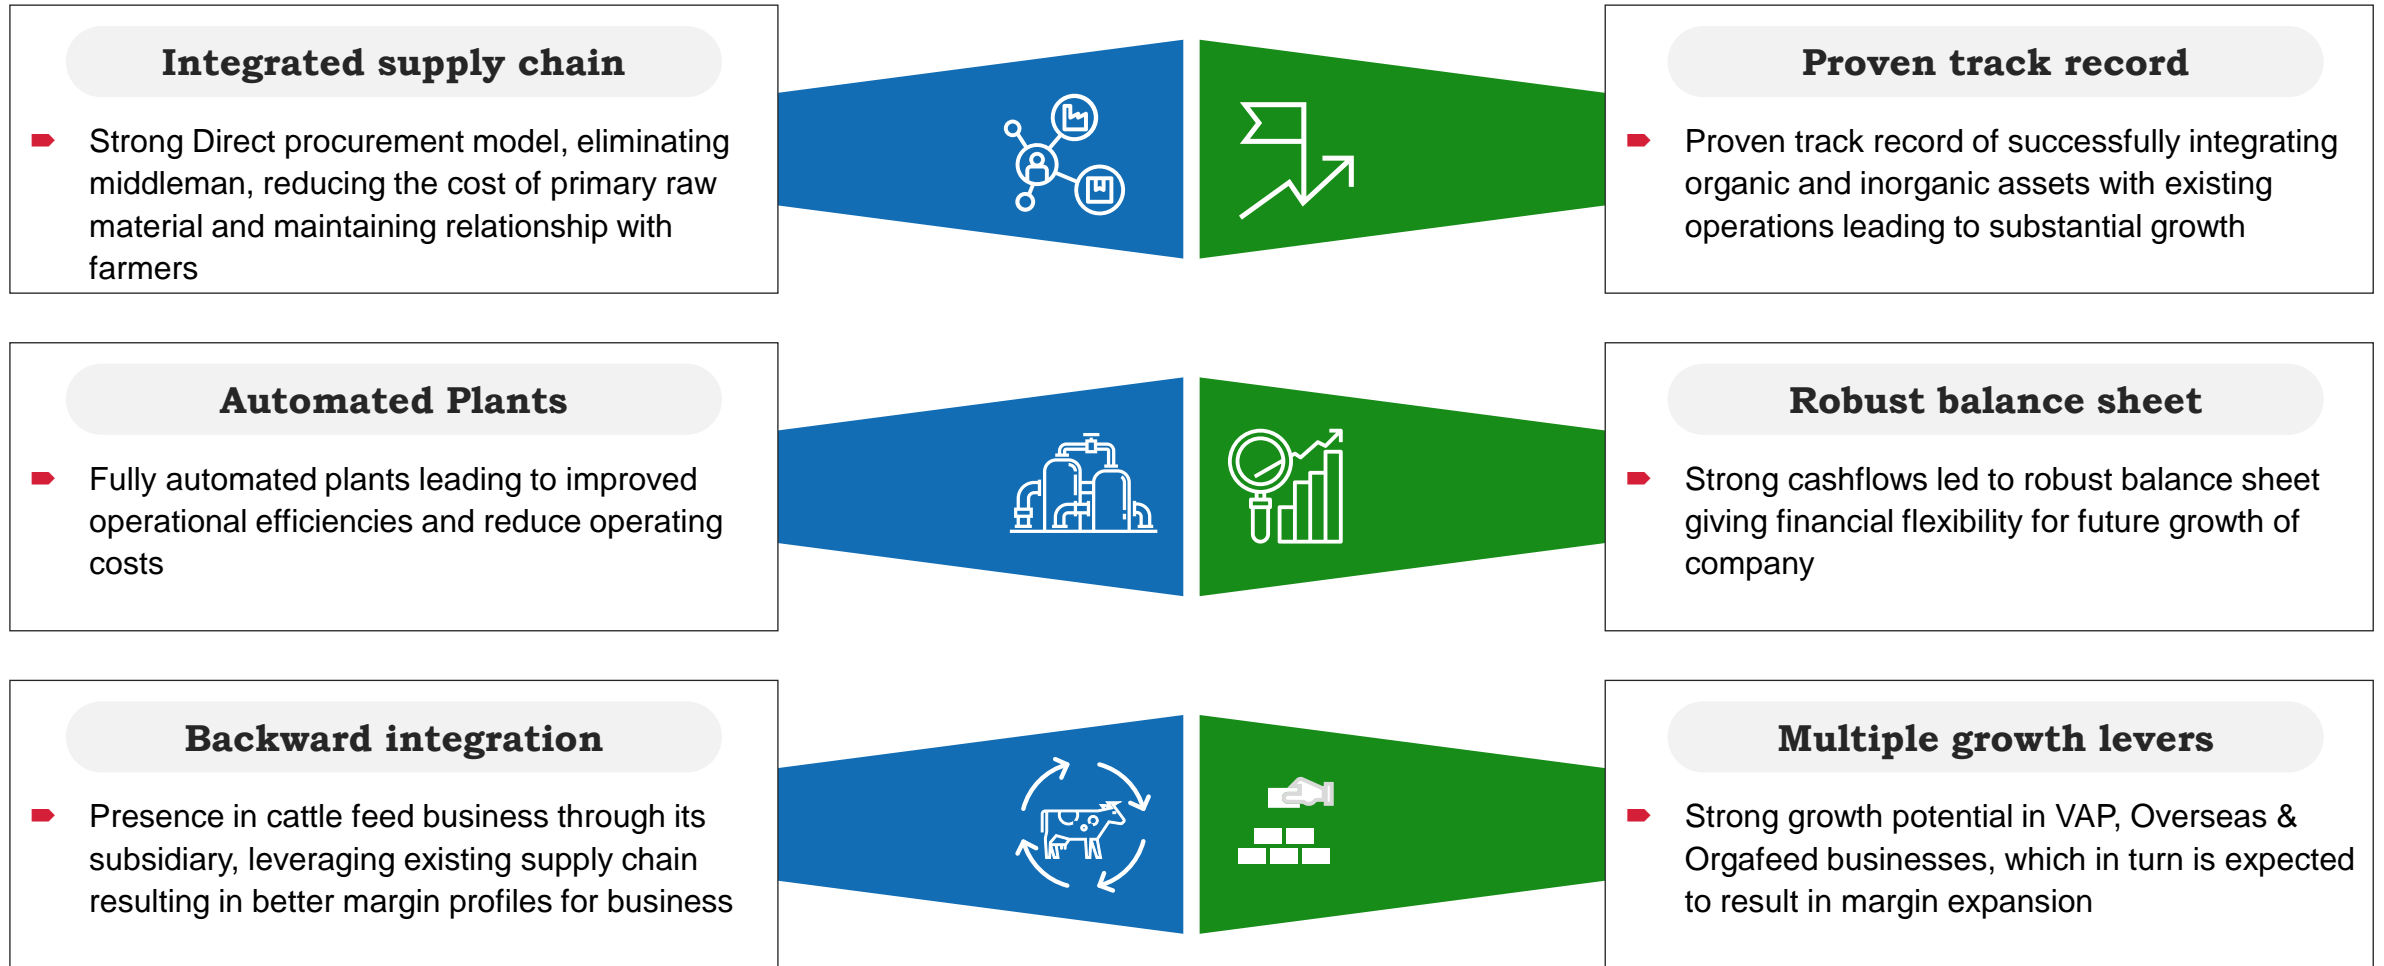 Integrated supply chain
Strong Direct procurement model, eliminating
middleman, reducing the cost of primary raw
material and maintaining relationship with
farmers
Proven track record
Proven track record of successfully integrating
organic and inorganic assets with existing
operations leading to substantial growth
Automated Plants
Fully automated plants leading to improved
operational efficiencies and reduce operating
costs
Robust balance sheet
Strong cashflows led to robust balance sheet
giving financial flexibility for future growth of
company
Backward integration
Presence in cattle feed business through its
subsidiary, leveraging existing supply chain
resulting in better margin profiles for business
Multiple growth levers
Strong growth potential in VAP, Overseas &
Orgafeed businesses, which in turn is expected
to result in margin expansion